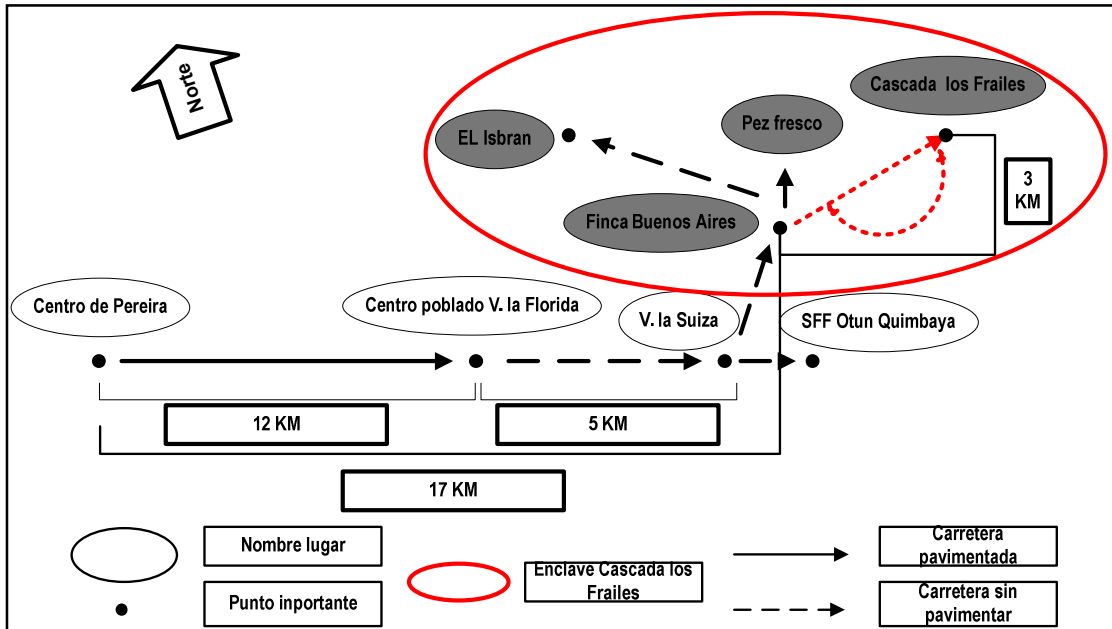 Norte
Cascada los Frailes
Pez fresco
EL Isbran
3
KM
Finca Buenos Aires
Centro de Pereira
Centro poblado V. la Florida
V. la Suiza
SFF Otun Quimbaya
12 KM
5 KM
17 KM
Nombre lugar
Enclave Cascada los
Frailes
Carretera
pavimentada
Punto inportante
Carretera sin
pavimentar